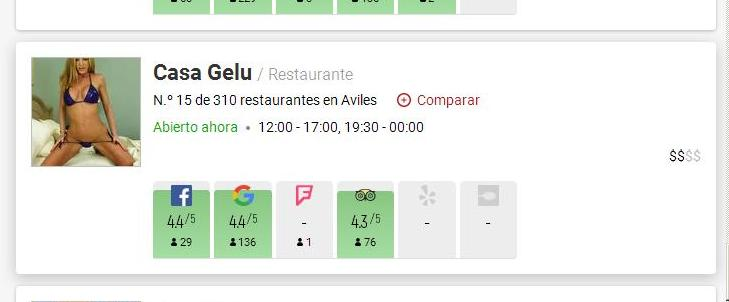 Casa Gelu / Restaurante
N.º 15 de 310 restaurantes en Aviles Comparar
Abierto ahora • 12:00 - 17:00, 19:30 - 00:00
$$$$
4.4/5 4.4/5 - 4.3/5 - -
29 136 1 76